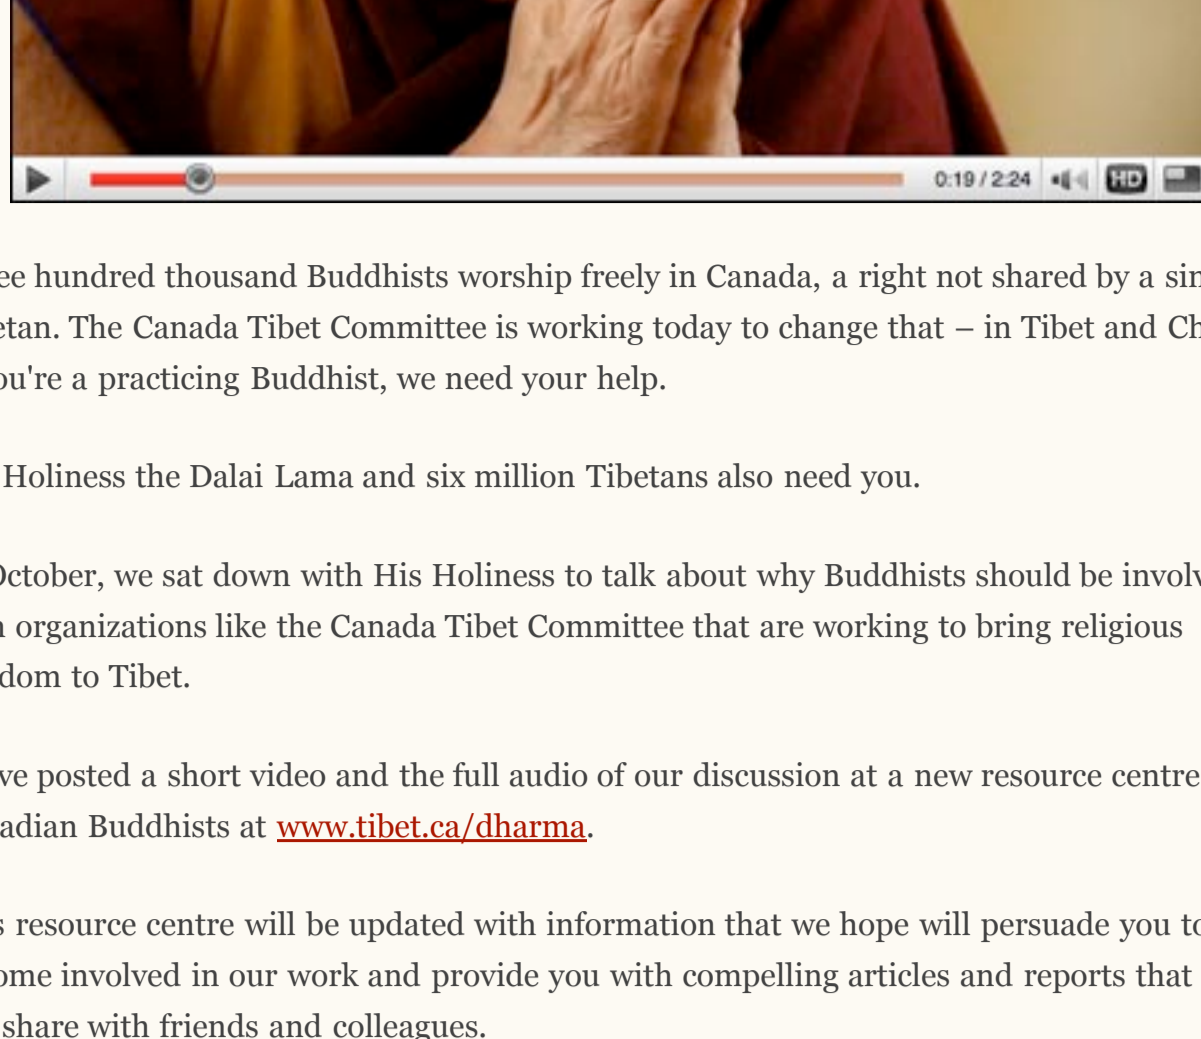 0:19 / 2:24
HD
ee hundred thousand Buddhists worship freely in Canada, a right not shared by a sin
etan. The Canada Tibet Committee is working today to change that – in Tibet and Ch
ou're a practicing Buddhist, we need your help.
Holiness the Dalai Lama and six million Tibetans also need you.
October, we sat down with His Holiness to talk about why Buddhists should be involv
n organizations like the Canada Tibet Committee that are working to bring religious
dom to Tibet.
ve posted a short video and the full audio of our discussion at a new resource centre
adian Buddhists at www.tibet.ca/dharma.
s resource centre will be updated with information that we hope will persuade you to
ome involved in our work and provide you with compelling articles and reports that
share with friends and colleagues.